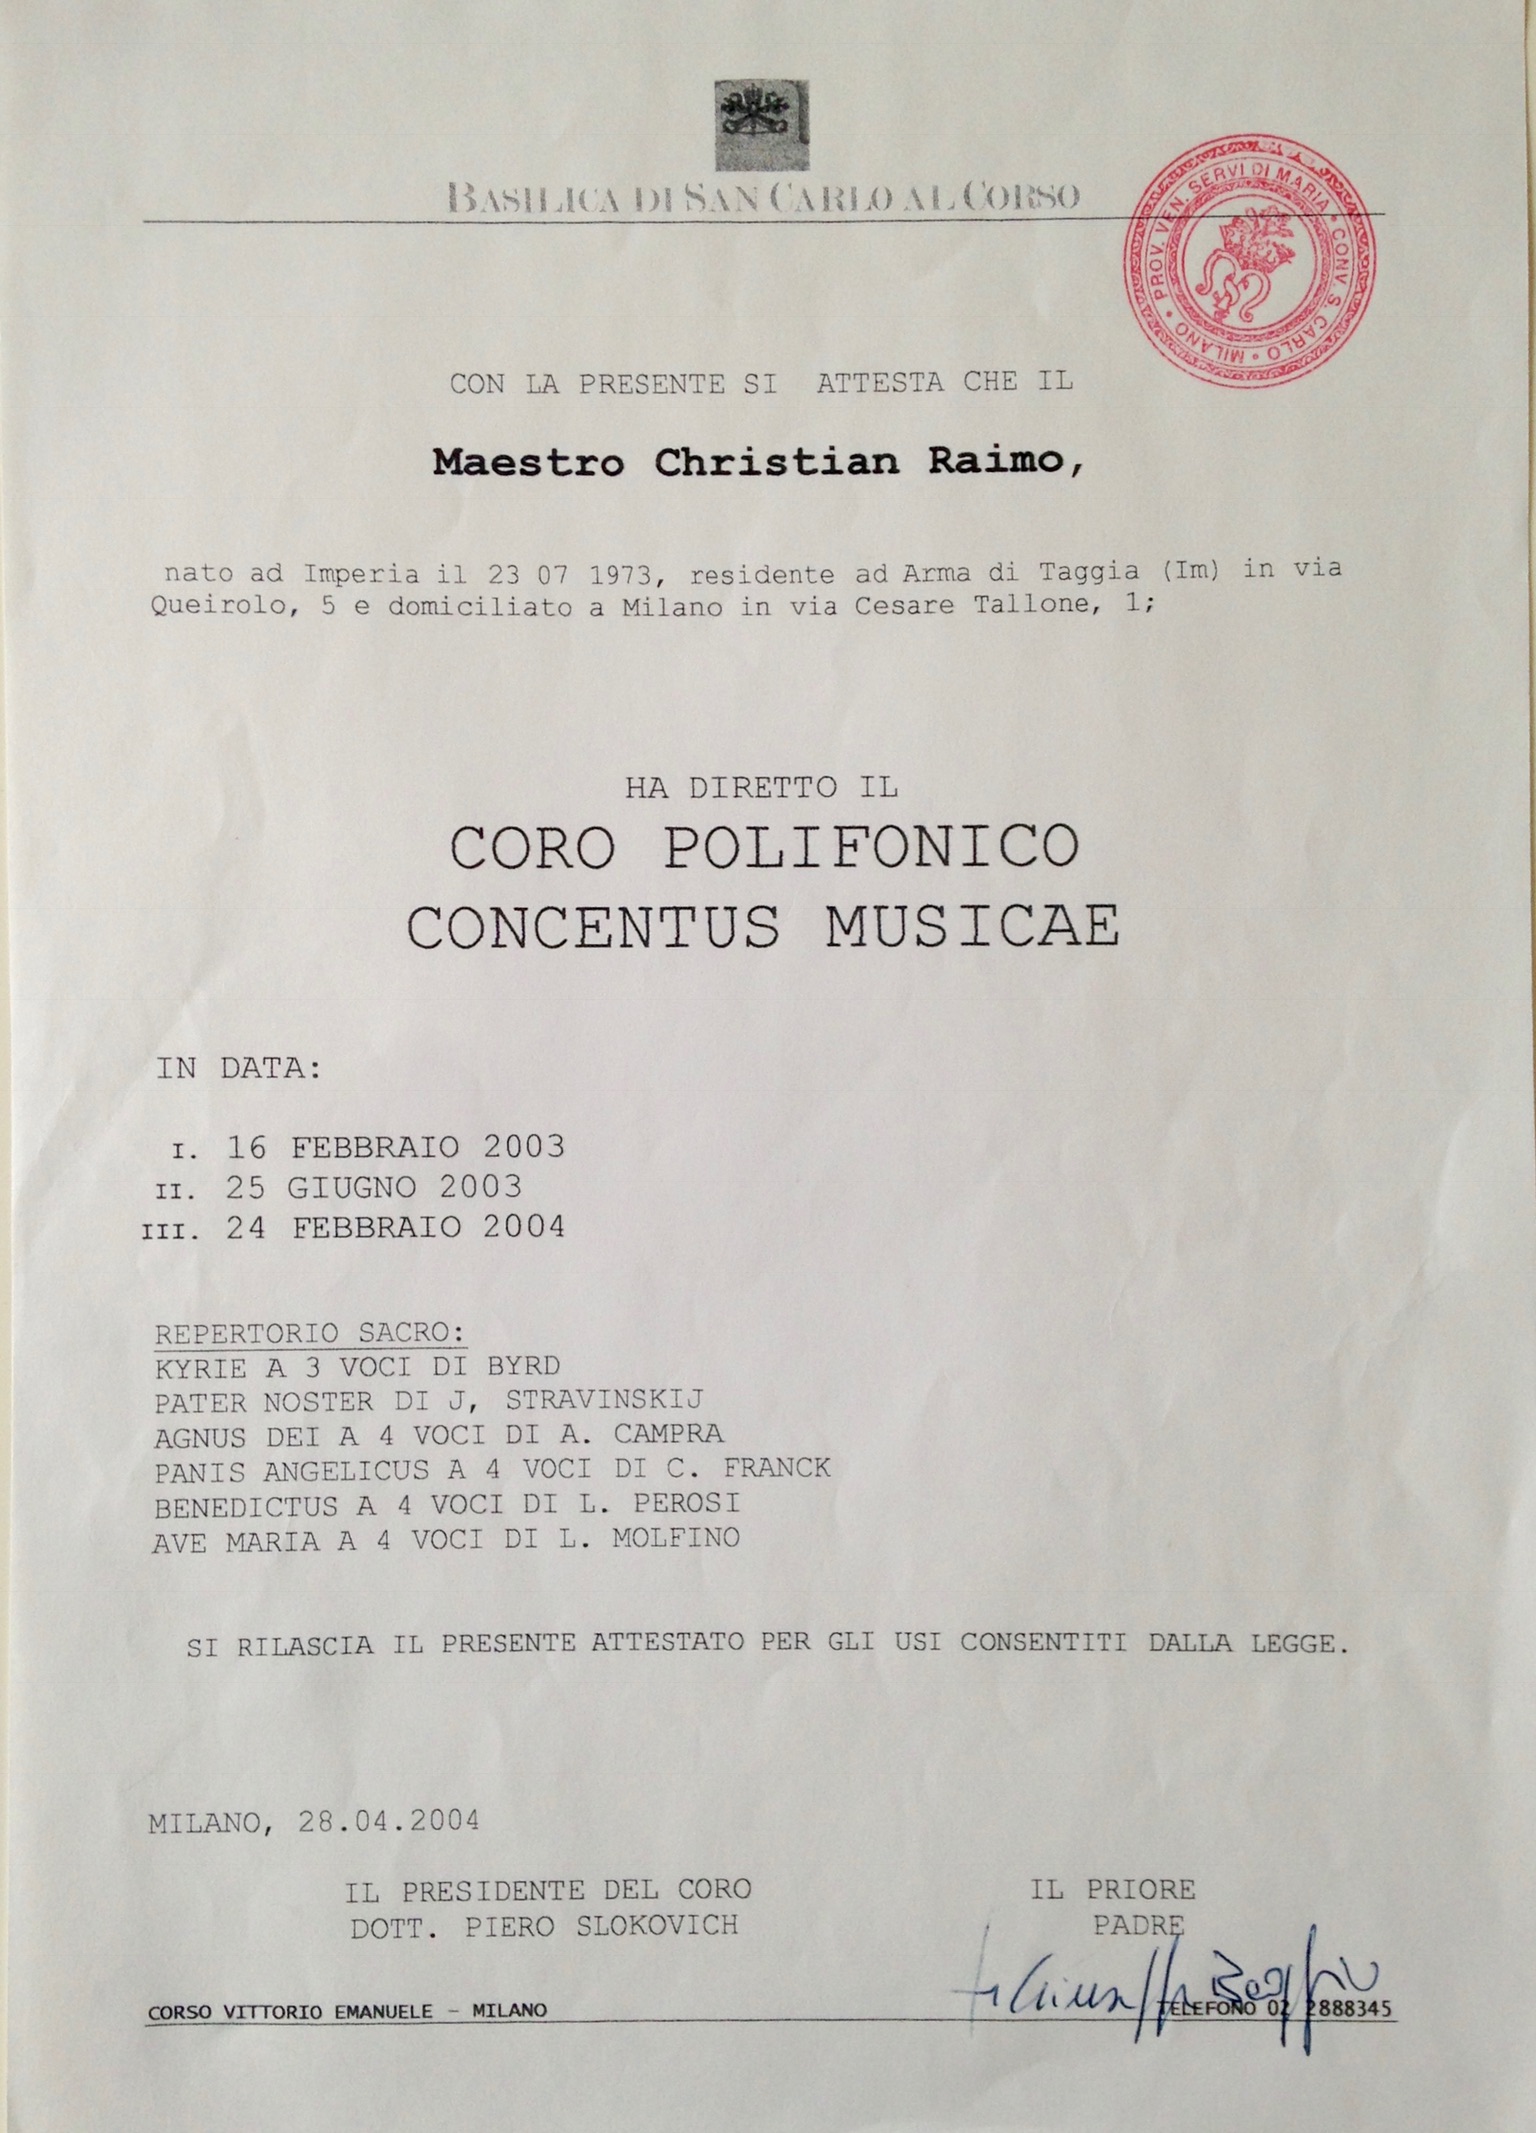 BASILICA DI SAN CARLO AL CORSO
PROV. VEN. SERVI DI MARIA • CONV. S. CARLO • MILANO •
CON LA PRESENTE SI ATTESTA CHE IL
Maestro Christian Raimo,
nato ad Imperia il 23 07 1973, residente ad Arma di Taggia (Im) in via
Queirolo, 5 e domiciliato a Milano in via Cesare Tallone, 1;
HA DIRETTO IL
CORO POLIFONICO
CONCENTUS MUSICAE
IN DATA:
I. 16 FEBBRAIO 2003
II. 25 GIUGNO 2003
III. 24 FEBBRAIO 2004
REPERTORIO SACRO:
KYRIE A 3 VOCI DI BYRD
PATER NOSTER DI J, STRAVINSKIJ
AGNUS DEI A 4 VOCI DI A. CAMPRA
PANIS ANGELICUS A 4 VOCI DI C. FRANCK
BENEDICTUS A 4 VOCI DI L. PEROSI
AVE MARIA A 4 VOCI DI L. MOLFINO
SI RILASCIA IL PRESENTE ATTESTATO PER GLI USI CONSENTITI DALLA LEGGE.
MILANO, 28.04.2004
IL PRESIDENTE DEL CORO
DOTT. PIERO SLOKOVICH
IL PRIORE
PADRE
CORSO VITTORIO EMANUELE - MILANO
TELEFONO 02 2888345